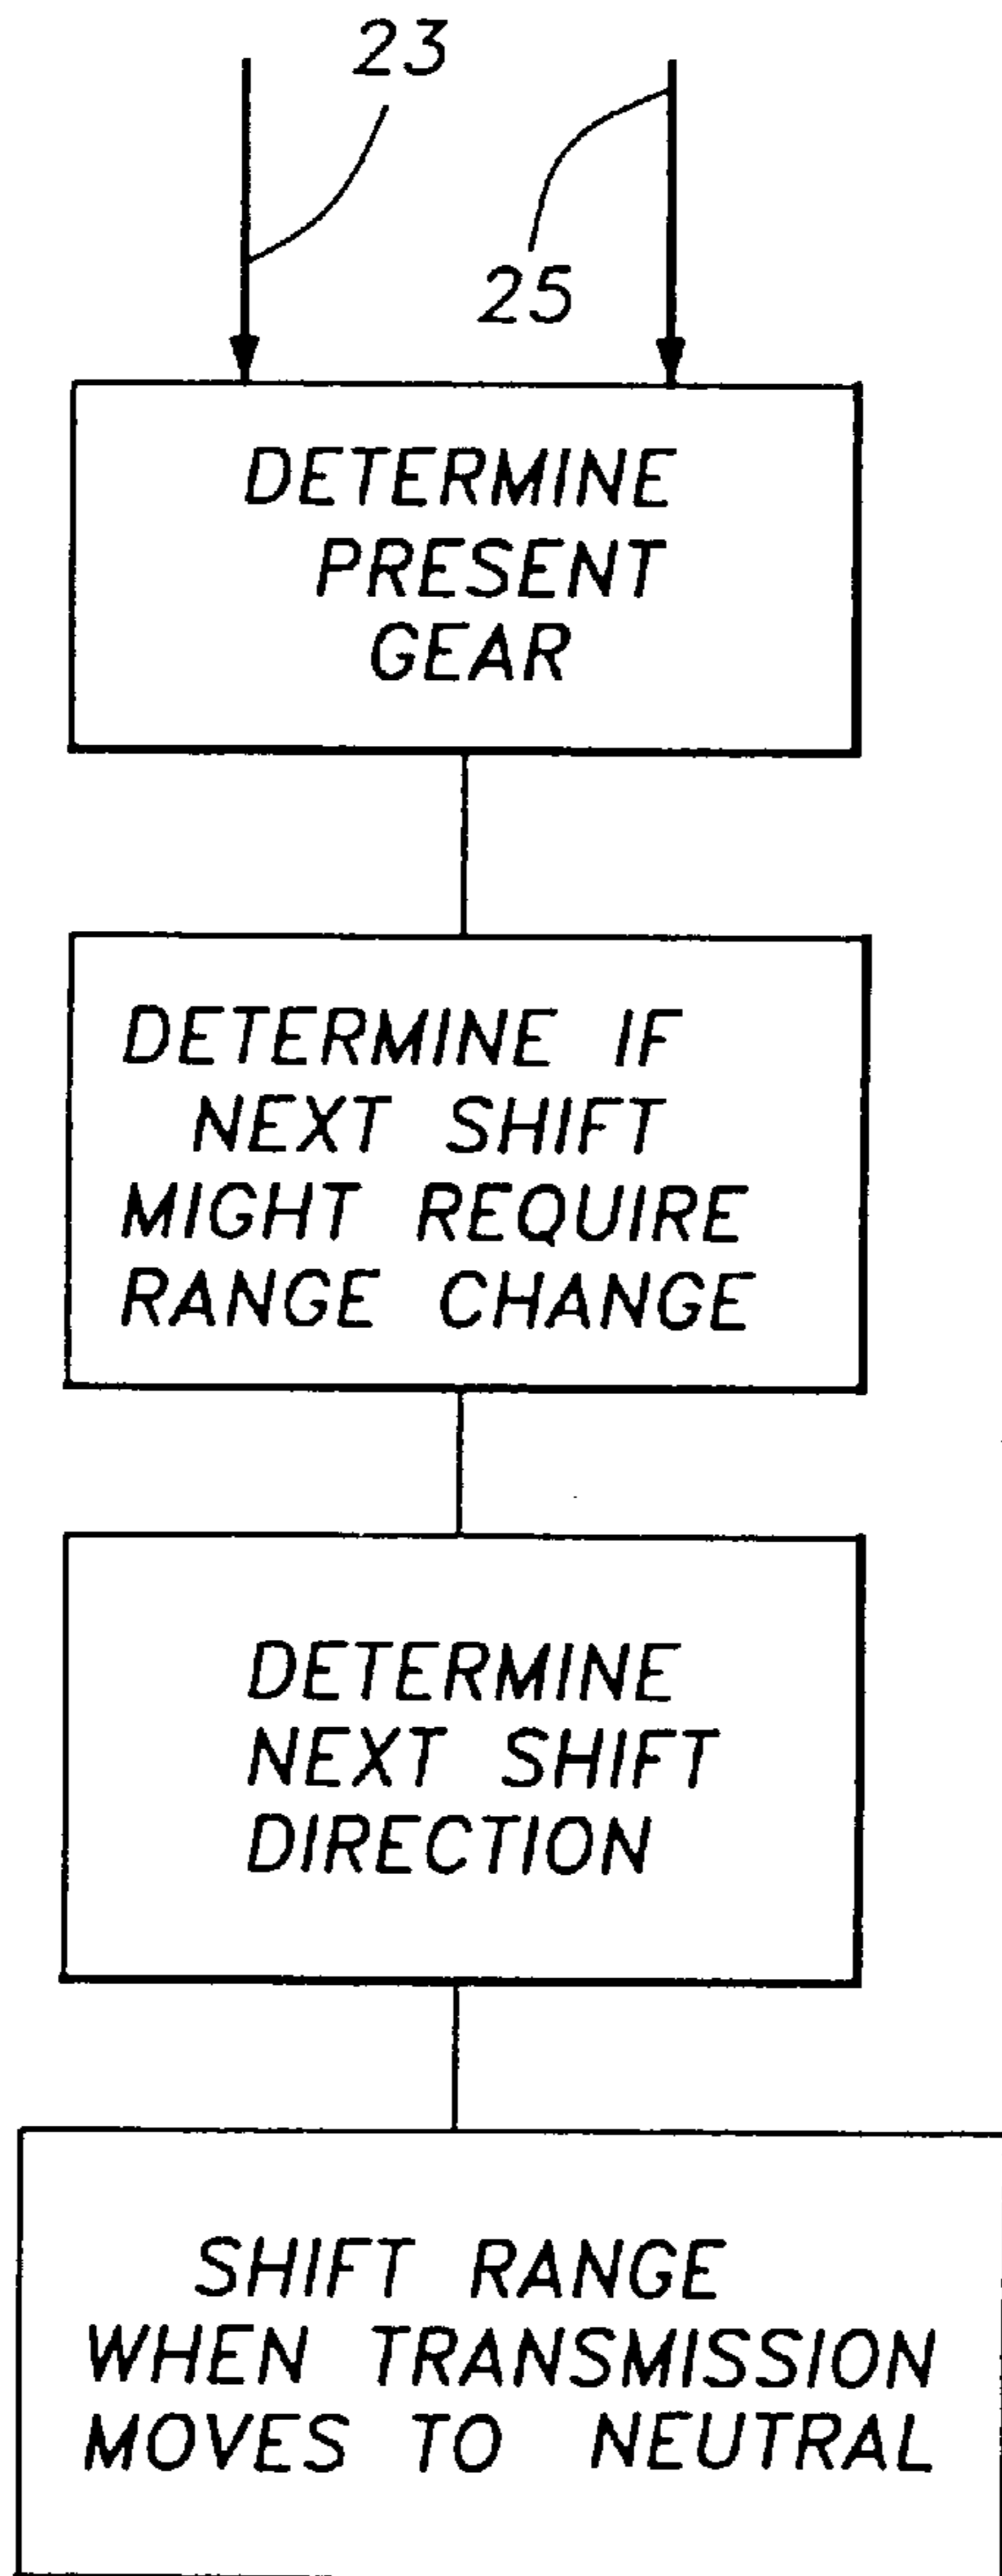 23
25
DETERMINE
PRESENT
GEAR
DETERMINE IF
NEXT SHIFT
MIGHT REQUIRE
RANGE CHANGE
DETERMINE
NEXT SHIFT
DIRECTION
SHIFT RANGE
WHEN TRANSMISSION
MOVES TO NEUTRAL